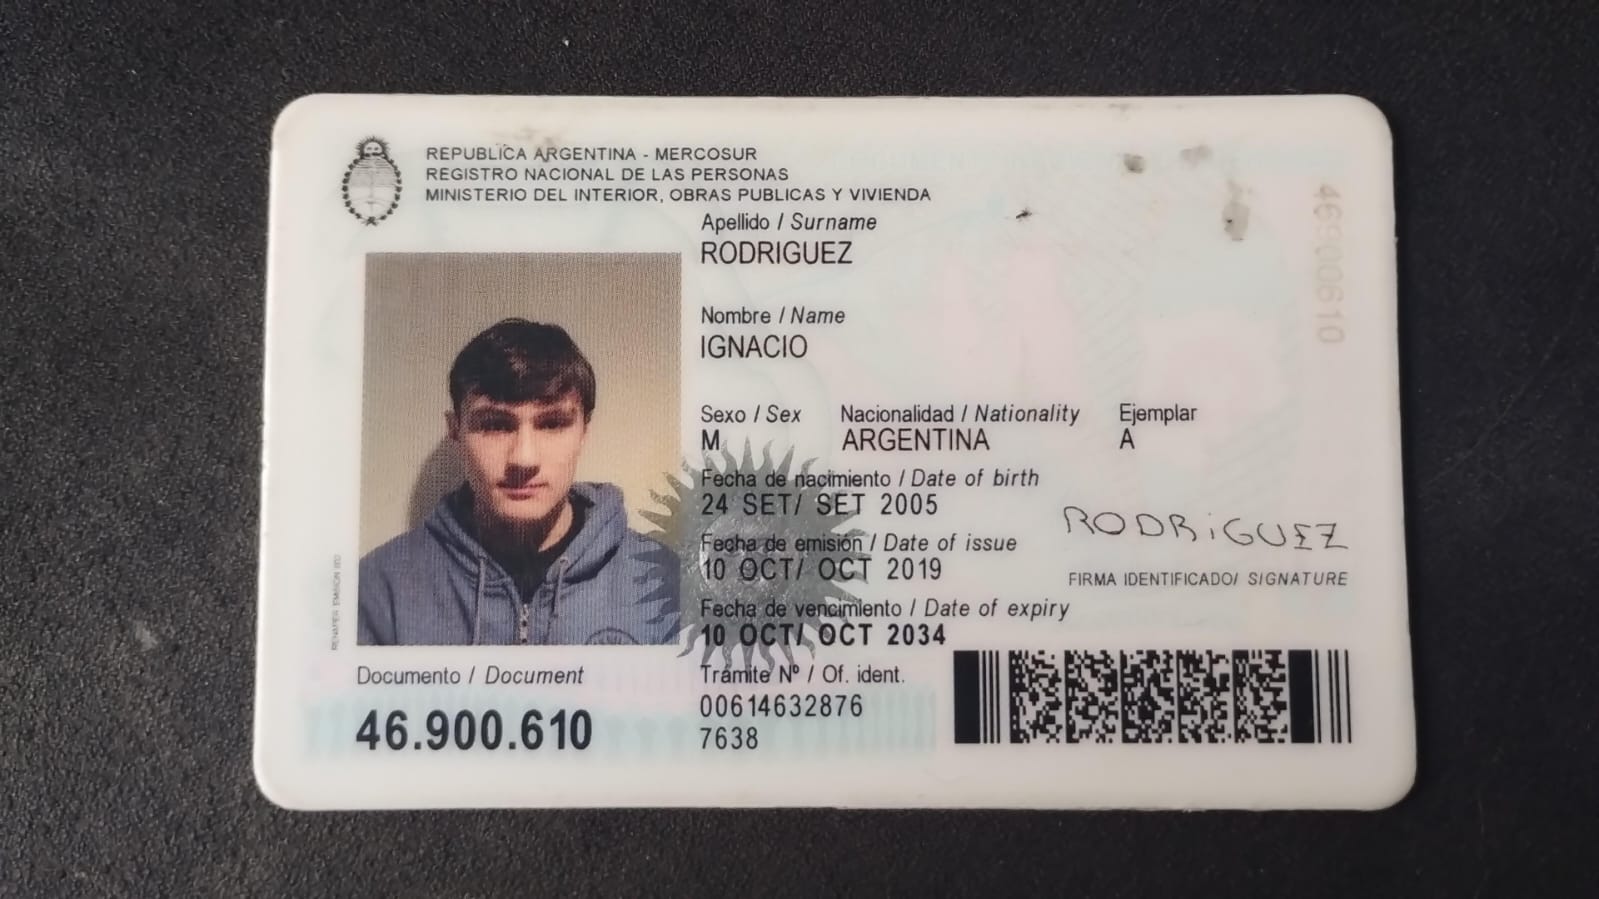 REPUBLICA ARGENTINA - MERCOSUR
REGISTRO NACIONAL DE LAS PERSONAS
MINISTERIO DEL INTERIOR, OBRAS PUBLICAS Y VIVIENDA
Apellido / Surname
RODRIGUEZ
Nombre / Name
IGNACIO
Sexo / Sex Nacionalidad / Nationality Ejemplar
M ARGENTINA A
Fecha de nacimiento / Date of birth
24 SET/ SET 2005
Fecha de emisión / Date of issue
10 OCT/ OCT 2019
RODRiGUEZ
FIRMA IDENTIFICADO/ SIGNATURE
Fecha de vencimiento / Date of expiry
10 OCT/ OCT 2034
Documento / Document
46.900.610
Trámite Nº / Of. ident.
00614632876
7638
46900610